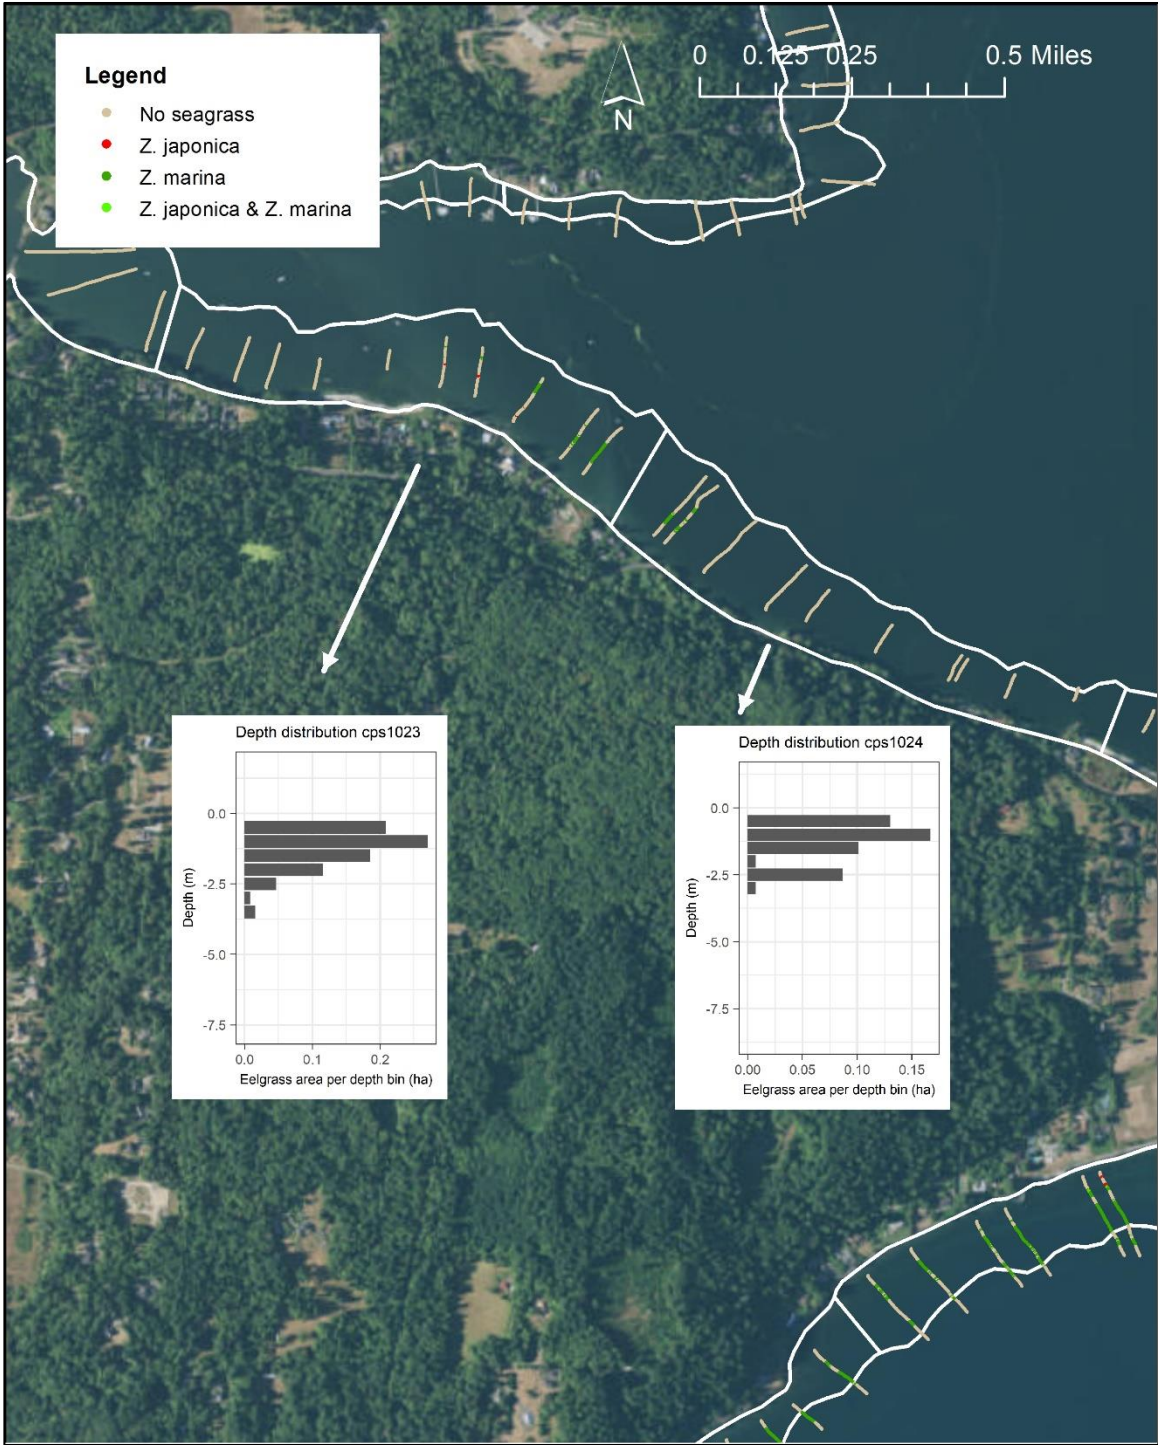 Legend
No seagrass
Z. japonica
Z. marina
Z. japonica & Z. marina
N
0 0.125 0.25 0.5 Miles
Depth distribution cps1023
0.0
-2.5
-5.0
-7.5
Depth (m)
0.0 0.1 0.2
Eelgrass area per depth bin (ha)
Depth distribution cps1024
0.0
-2.5
-5.0
-7.5
Depth (m)
0.00 0.05 0.10 0.15
Eelgrass area per depth bin (ha)